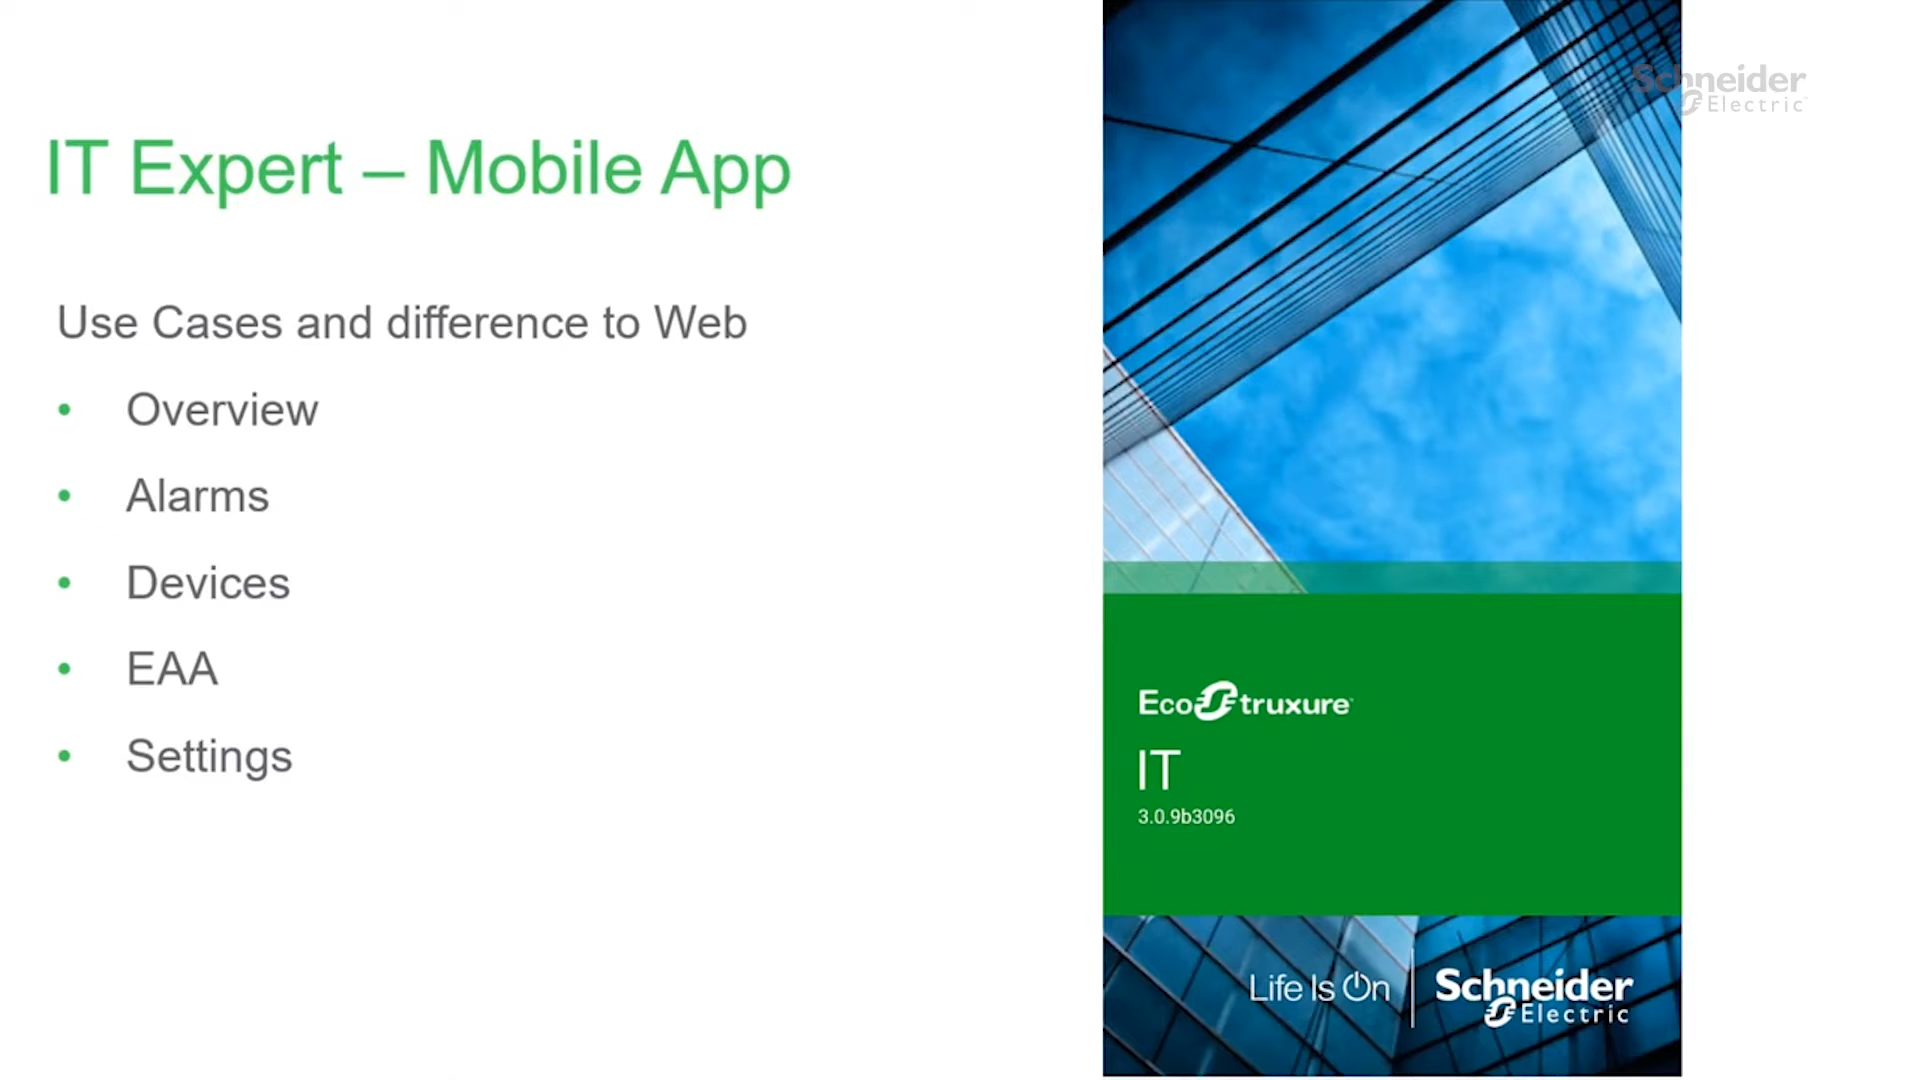 Schneider
Electric
IT Expert – Mobile App
Use Cases and difference to Web
• Overview
• Alarms
• Devices
• EAA
• Settings
EcoStruxure™
IT
3.0.9b3096
Life Is On
Schneider
Electric